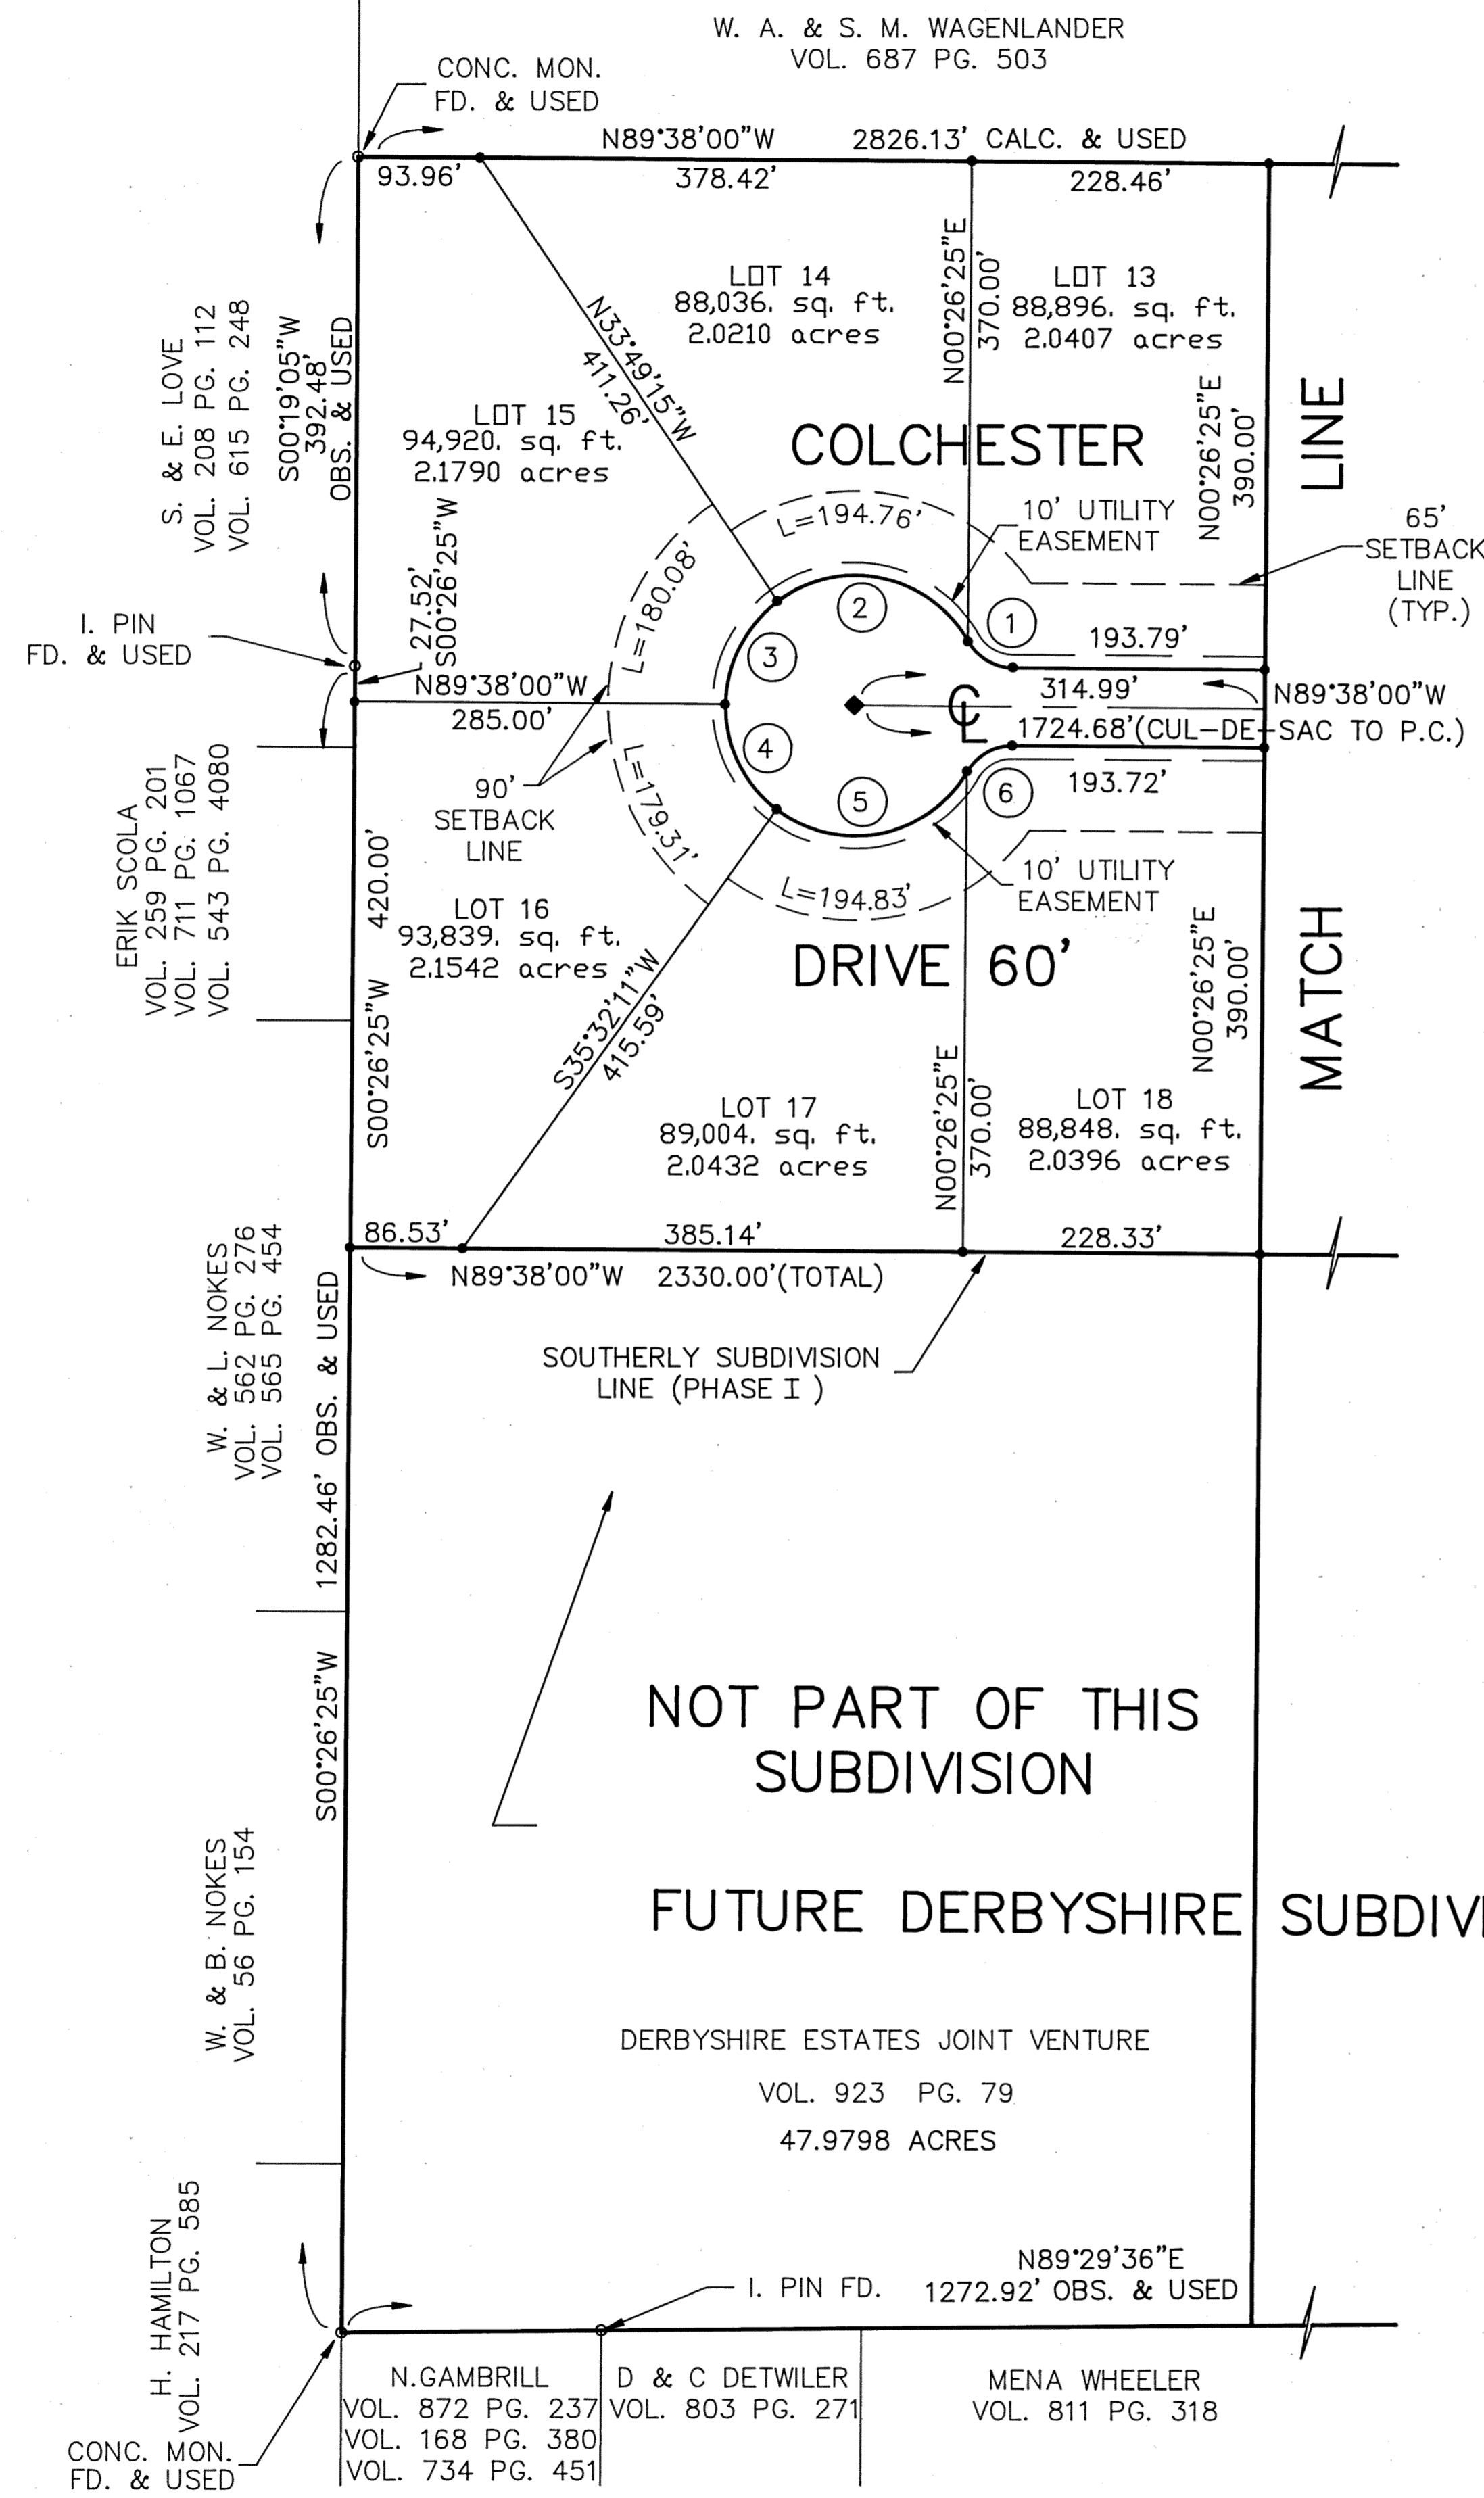 W. A. & S. M. WAGENLANDER
VOL. 687 PG. 503
CONC. MON.
FD. & USED
N89°38'00"W 2826.13' CALC. & USED
93.96'
378.42'
228.46'
S. & E. LOVE
VOL. 208 PG. 112
VOL. 615 PG. 248
S00°19'05"W
392.48'
OBS. & USED
LOT 14
88,036. sq. ft.
2.0210 acres
N00°26'25"E
370.00'
LOT 13
88,896. sq. ft.
2.0407 acres
N33°49'15"W
411.26'
LOT 15
94,920. sq. ft.
2.1790 acres
COLCHESTER
N00°26'25"E
390.00'
LINE
L=194.76'
10' UTILITY
EASEMENT
65'
SETBACK
LINE
(TYP.)
L=180.08'
27.52'
S00°26'25"W
I. PIN
FD. & USED
1
2
3
193.79'
N89°38'00"W
285.00'
314.99'
N89°38'00"W
CL
1724.68'(CUL-DE-SAC TO P.C.)
4
5
6
193.72'
90'
SETBACK
LINE
L=179.31'
L=194.83'
10' UTILITY
EASEMENT
ERIK SCOLA
VOL. 259 PG. 201
VOL. 711 PG. 1067
VOL. 543 PG. 4080
S00°26'25"W 420.00'
LOT 16
93,839. sq. ft.
2.1542 acres
DRIVE 60'
N00°26'25"E
390.00'
MATCH
S35°32'11"W
415.59'
LOT 17
89,004. sq. ft.
2.0432 acres
N00°26'25"E
370.00'
LOT 18
88,848. sq. ft.
2.0396 acres
86.53'
385.14'
228.33'
N89°38'00"W 2330.00'(TOTAL)
W. & L. NOKES
VOL. 562 PG. 276
VOL. 565 PG. 454
SOUTHERLY SUBDIVISION
LINE (PHASE I )
S00°26'25"W 1282.46' OBS. & USED
NOT PART OF THIS
SUBDIVISION
W. & B. NOKES
VOL. 56 PG. 154
FUTURE DERBYSHIRE SUBDIV
DERBYSHIRE ESTATES JOINT VENTURE
VOL. 923 PG. 79
47.9798 ACRES
H. HAMILTON
VOL. 217 PG. 585
N89°29'36"E
1272.92' OBS. & USED
I. PIN FD.
CONC. MON.
FD. & USED
N.GAMBRILL
VOL. 872 PG. 237
VOL. 168 PG. 380
VOL. 734 PG. 451
D & C DETWILER
VOL. 803 PG. 271
MENA WHEELER
VOL. 811 PG. 318